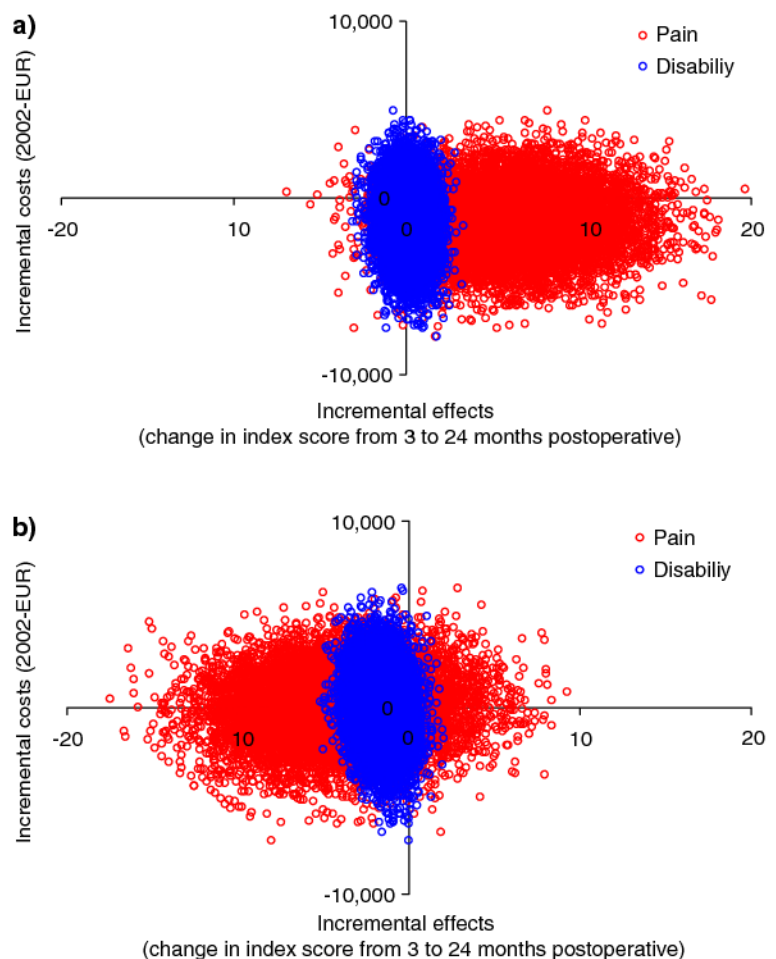 a)
10,000
Pain
Disabiliy
Incremental costs (2002-EUR)
0
-20
10
0
10
20
-10,000
Incremental effects
(change in index score from 3 to 24 months postoperative)
b)
10,000
Pain
Disabiliy
Incremental costs (2002-EUR)
0
-20
10
0
10
20
-10,000
Incremental effects
(change in index score from 3 to 24 months postoperative)